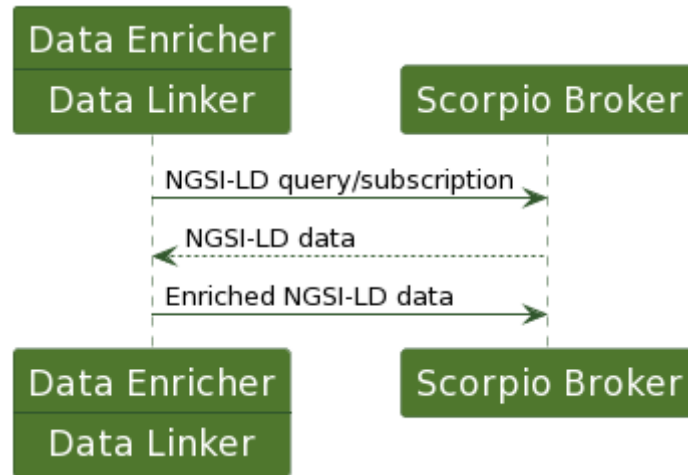 Data Enricher
Data Linker
Scorpio Broker
NGSI-LD query/subscription
NGSI-LD data
Enriched NGSI-LD data
Data Enricher
Data Linker
Scorpio Broker